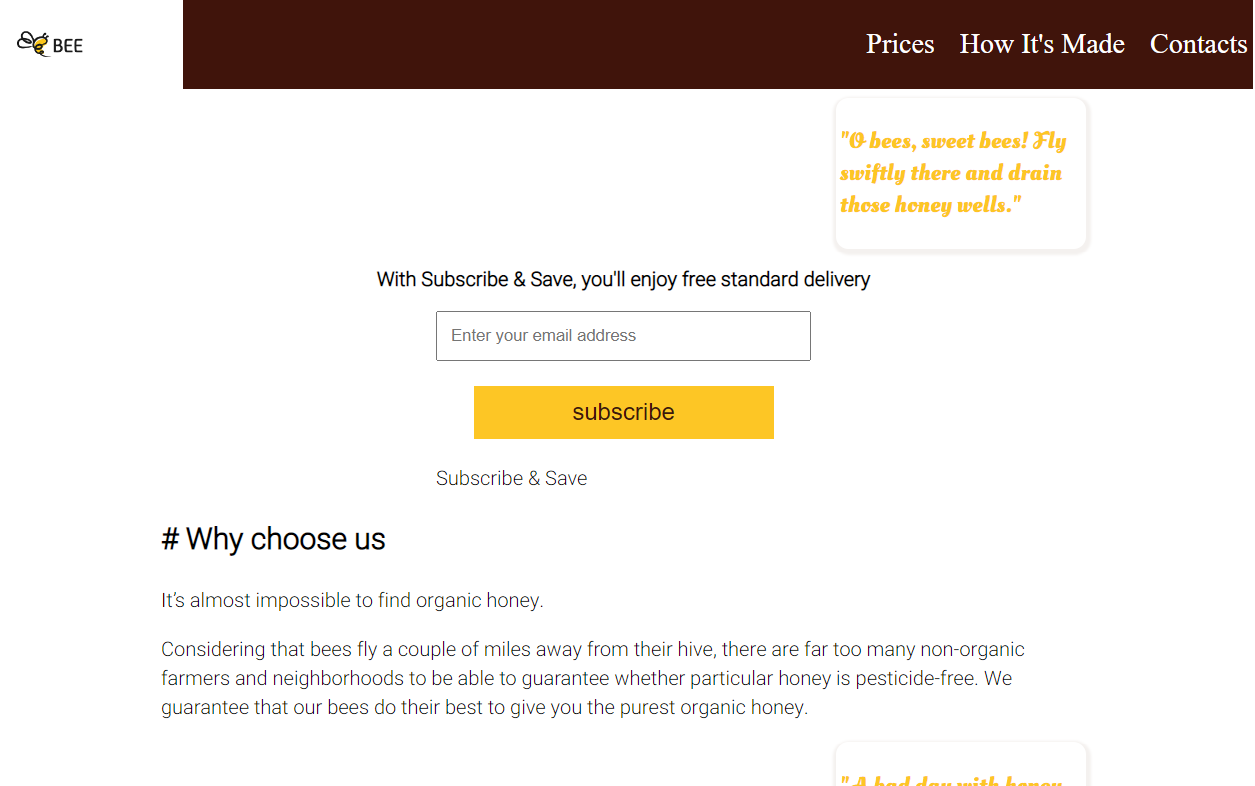 BEE
Prices How It's Made Contacts
"O bees, sweet bees! Fly
swiftly there and drain
those honey wells."
With Subscribe & Save, you'll enjoy free standard delivery
Enter your email address
subscribe
Subscribe & Save
# Why choose us
It’s almost impossible to find organic honey.
Considering that bees fly a couple of miles away from their hive, there are far too many non-organic
farmers and neighborhoods to be able to guarantee whether particular honey is pesticide-free. We
guarantee that our bees do their best to give you the purest organic honey.
"A bad day with honey